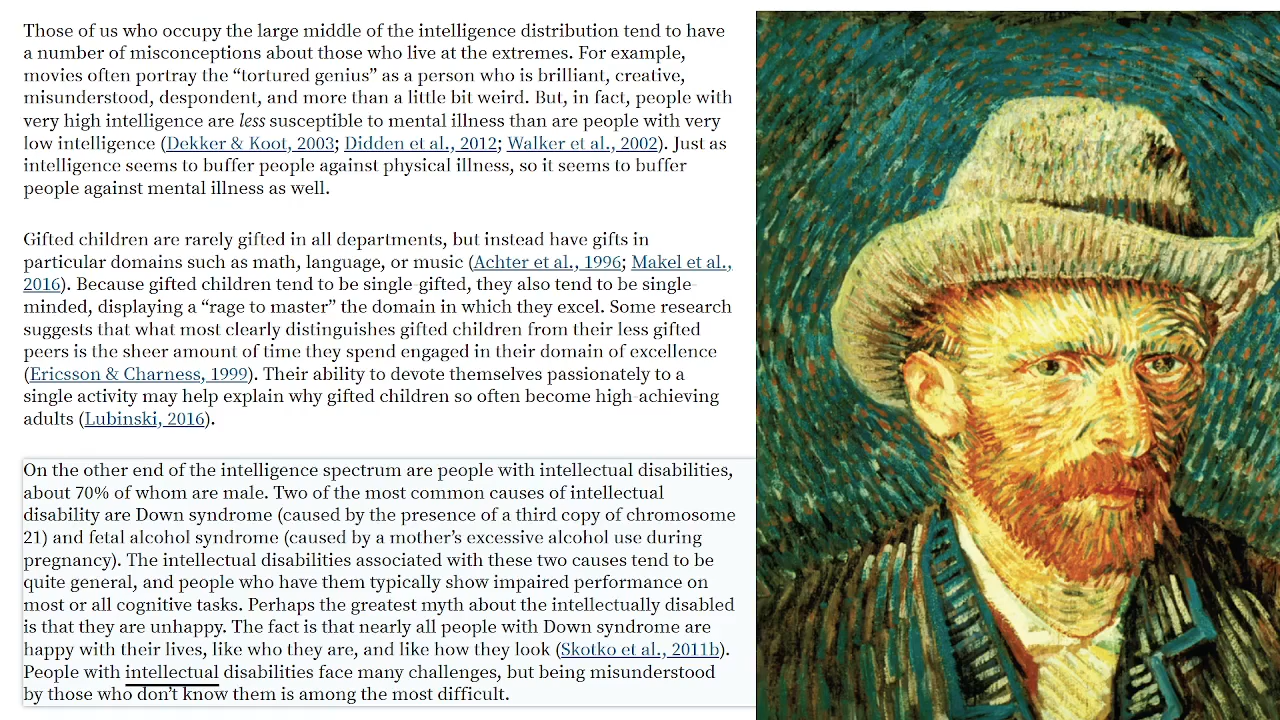 Those of us who occupy the large middle of the intelligence distribution tend to have
a number of misconceptions about those who live at the extremes. For example,
movies often portray the “tortured genius” as a person who is brilliant, creative,
misunderstood, despondent, and more than a little bit weird. But, in fact, people with
very high intelligence are less susceptible to mental illness than are people with very
low intelligence (Dekker & Koot, 2003; Didden et al., 2012; Walker et al., 2002). Just as
intelligence seems to buffer people against physical illness, so it seems to buffer
people against mental illness as well.
Gifted children are rarely gifted in all departments, but instead have gifts in
particular domains such as math, language, or music (Achter et al., 1996; Makel et al.,
2016). Because gifted children tend to be single-gifted, they also tend to be single-
minded, displaying a “rage to master” the domain in which they excel. Some research
suggests that what most clearly distinguishes gifted children from their less gifted
peers is the sheer amount of time they spend engaged in their domain of excellence
(Ericsson & Charness, 1999). Their ability to devote themselves passionately to a
single activity may help explain why gifted children so often become high-achieving
adults (Lubinski, 2016).
On the other end of the intelligence spectrum are people with intellectual disabilities,
about 70% of whom are male. Two of the most common causes of intellectual
disability are Down syndrome (caused by the presence of a third copy of chromosome
21) and fetal alcohol syndrome (caused by a mother’s excessive alcohol use during
pregnancy). The intellectual disabilities associated with these two causes tend to be
quite general, and people who have them typically show impaired performance on
most or all cognitive tasks. Perhaps the greatest myth about the intellectually disabled
is that they are unhappy. The fact is that nearly all people with Down syndrome are
happy with their lives, like who they are, and like how they look (Skotko et al., 2011b).
People with intellectual disabilities face many challenges, but being misunderstood
by those who don’t know them is among the most difficult.